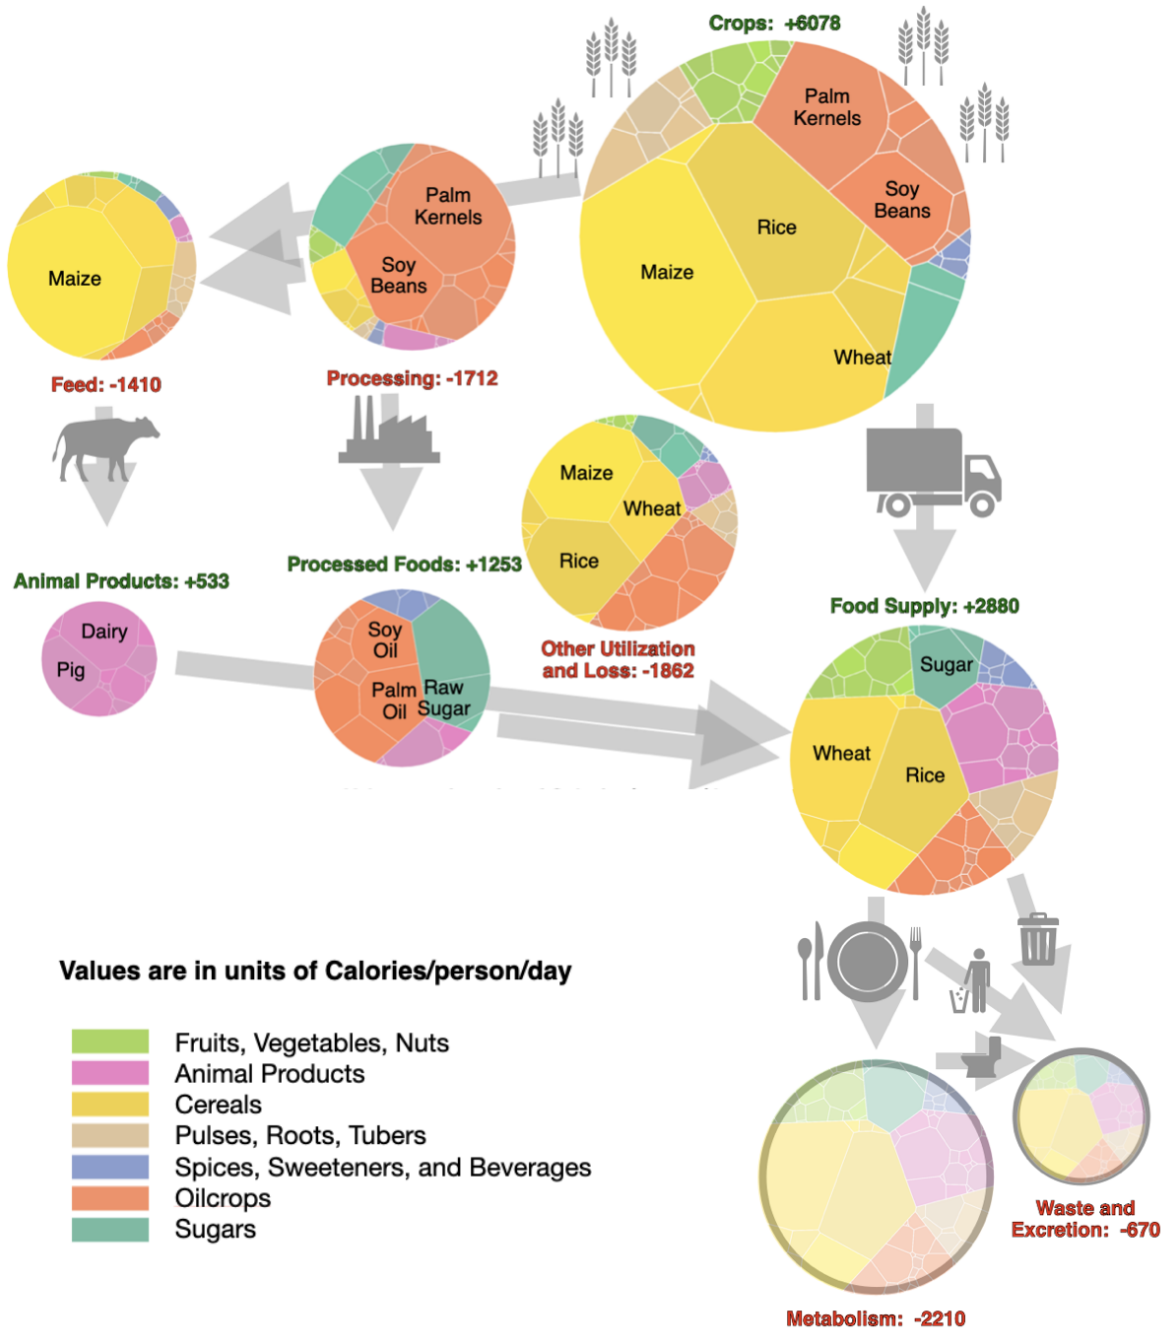 Crops: +6078
Palm
Kernels
Soy
Beans
Rice
Maize
Wheat
Palm
Kernels
Soy
Beans
Processing: -1712
Maize
Feed: -1410
Maize
Wheat
Rice
Other Utilization
and Loss: -1862
Animal Products: +533
Dairy
Pig
Processed Foods: +1253
Soy
Oil
Palm
Oil
Raw
Sugar
Food Supply: +2880
Sugar
Wheat
Rice
Values are in units of Calories/person/day
Fruits, Vegetables, Nuts
Animal Products
Cereals
Pulses, Roots, Tubers
Spices, Sweeteners, and Beverages
Oilcrops
Sugars
Waste and
Excretion: -670
Metabolism: -2210